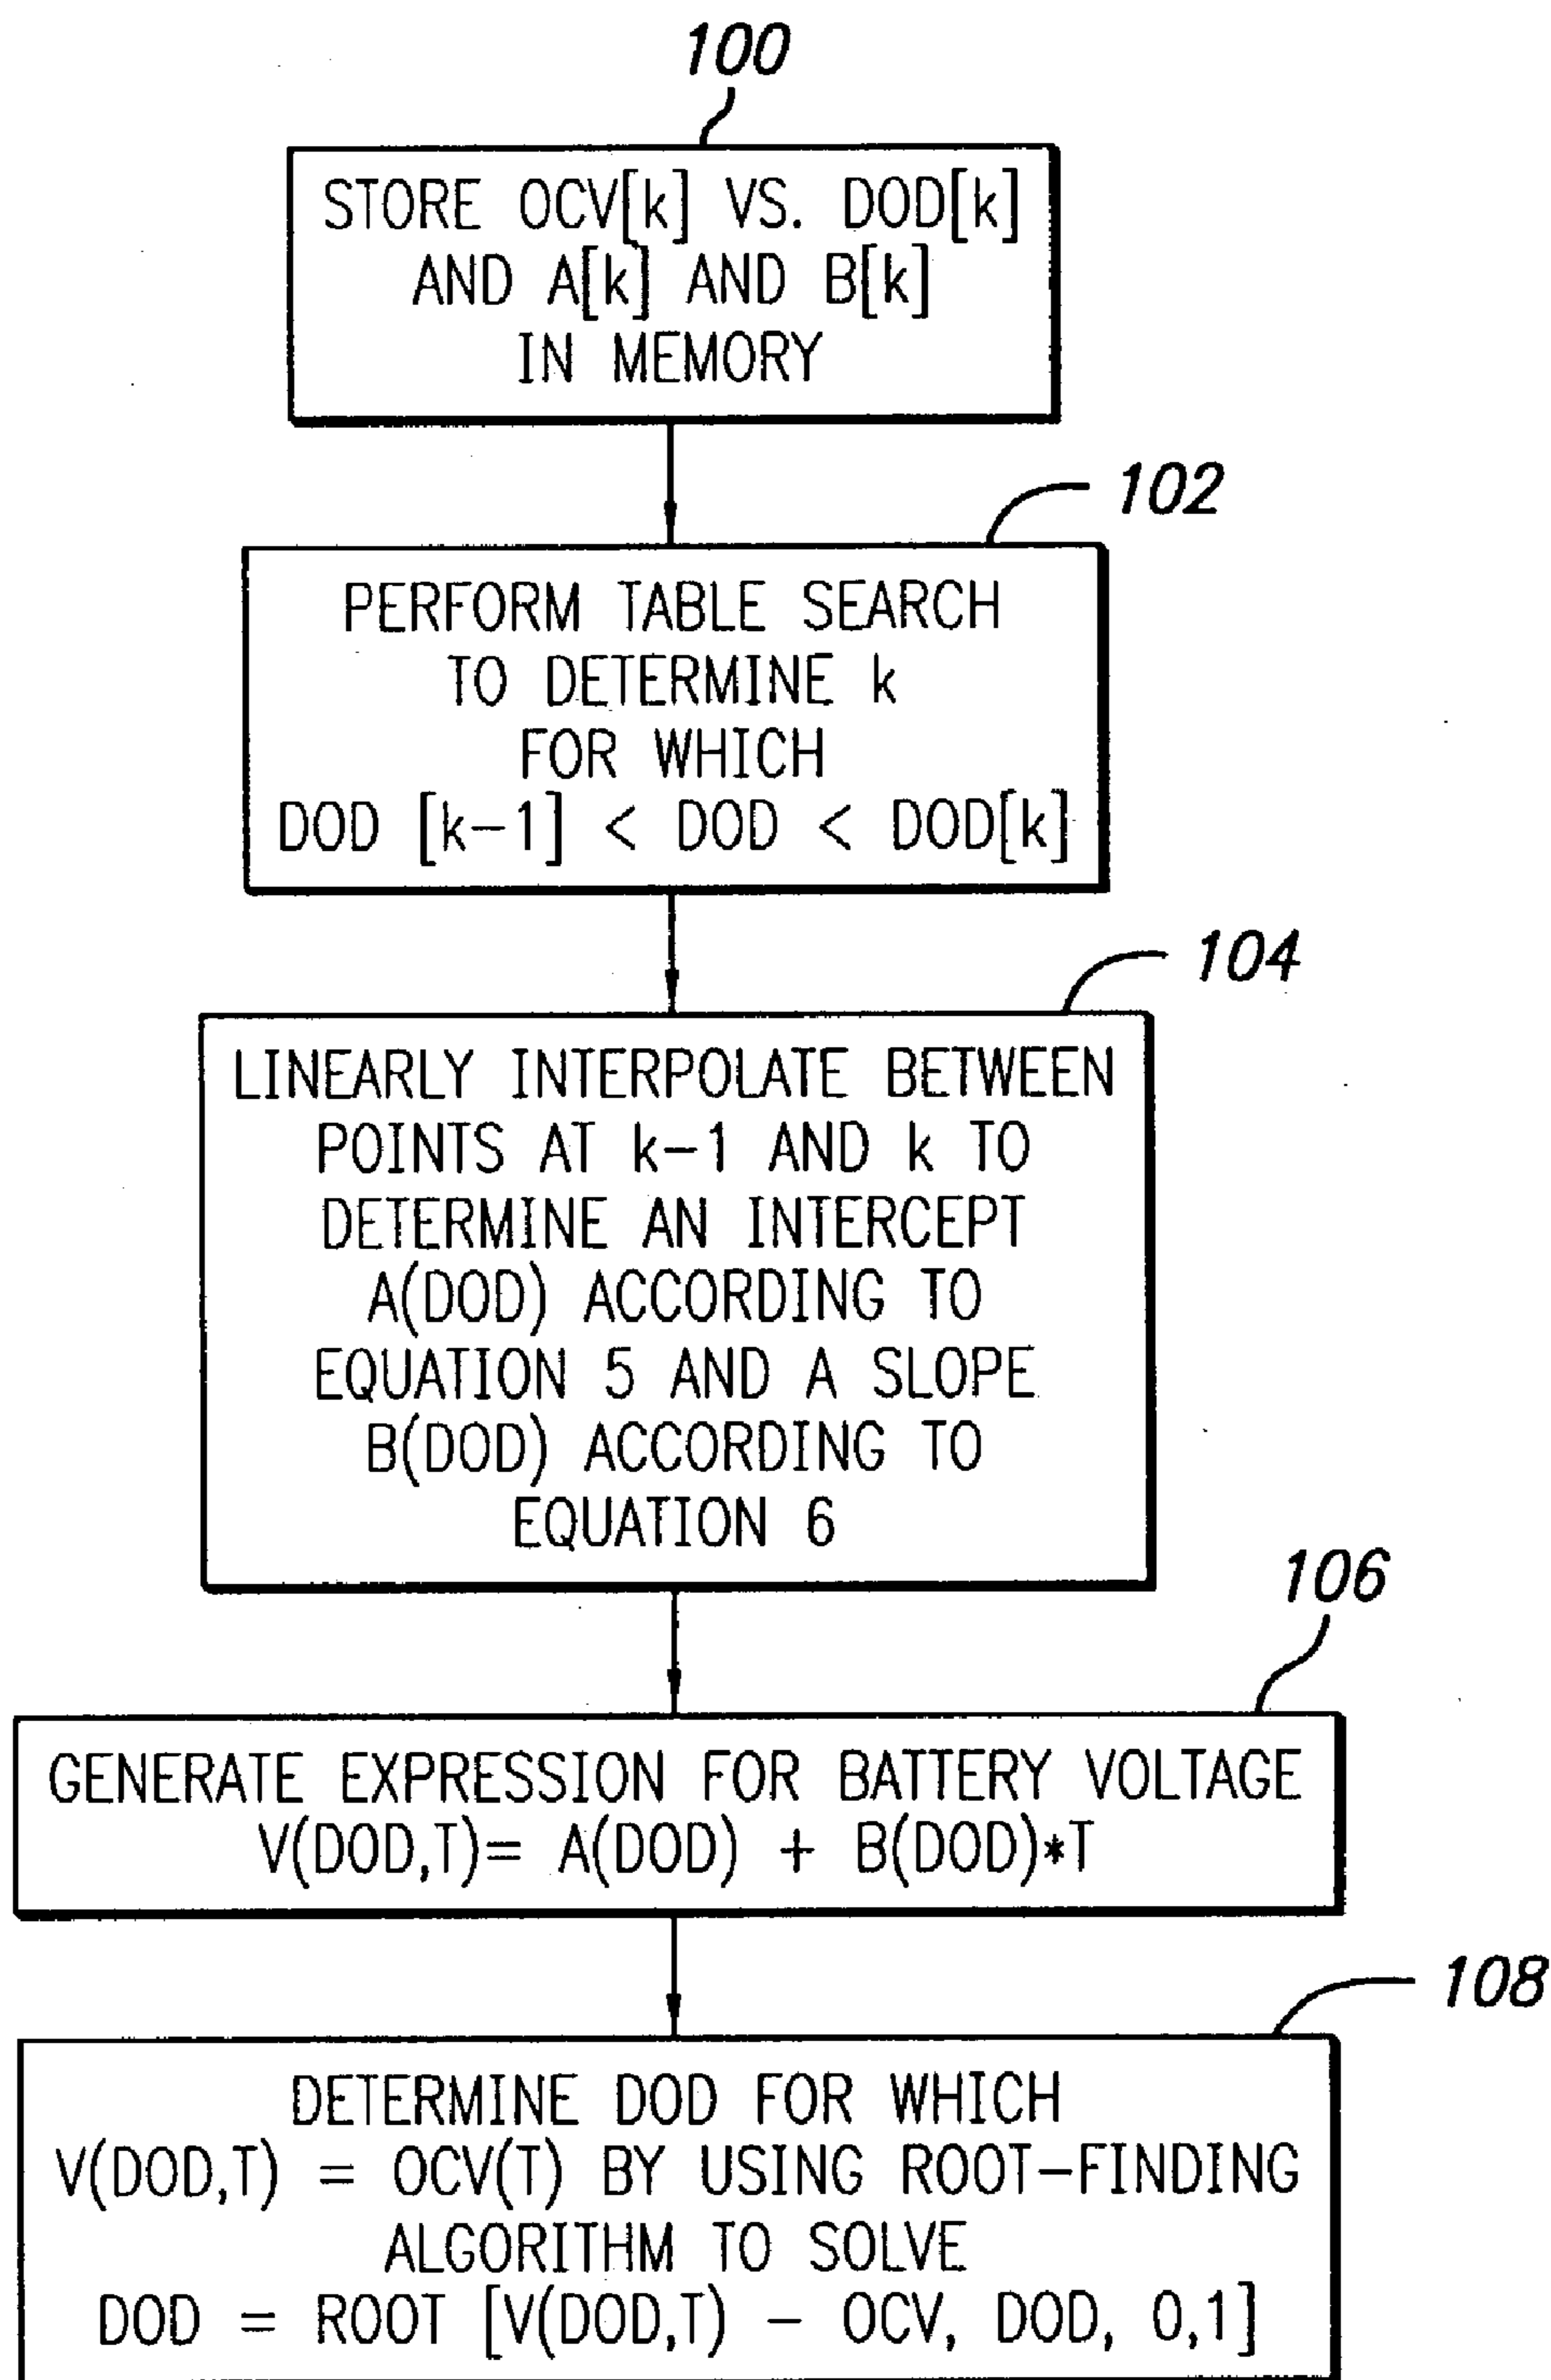 100
STORE OCV[k] VS. DOD[k]
AND A[k] AND B[k]
IN MEMORY
102
PERFORM TABLE SEARCH
TO DETERMINE k
FOR WHICH
DOD [k-1] < DOD < DOD[k]
104
LINEARLY INTERPOLATE BETWEEN
POINTS AT k-1 AND k TO
DETERMINE AN INTERCEPT
A(DOD) ACCORDING TO
EQUATION 5 AND A SLOPE
B(DOD) ACCORDING TO
EQUATION 6
106
GENERATE EXPRESSION FOR BATTERY VOLTAGE
V(DOD,T)= A(DOD) + B(DOD)*T
108
DETERMINE DOD FOR WHICH
V(DOD,T) = OCV(T) BY USING ROOT-FINDING
ALGORITHM TO SOLVE
DOD = ROOT [V(DOD,T) - OCV, DOD, 0,1]